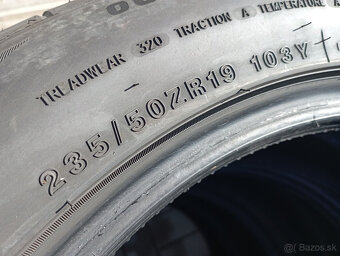 TREADWEAR 320 TRACTION A TEMPERATURE A
235/50ZR19 103Y
© Bazos.sk